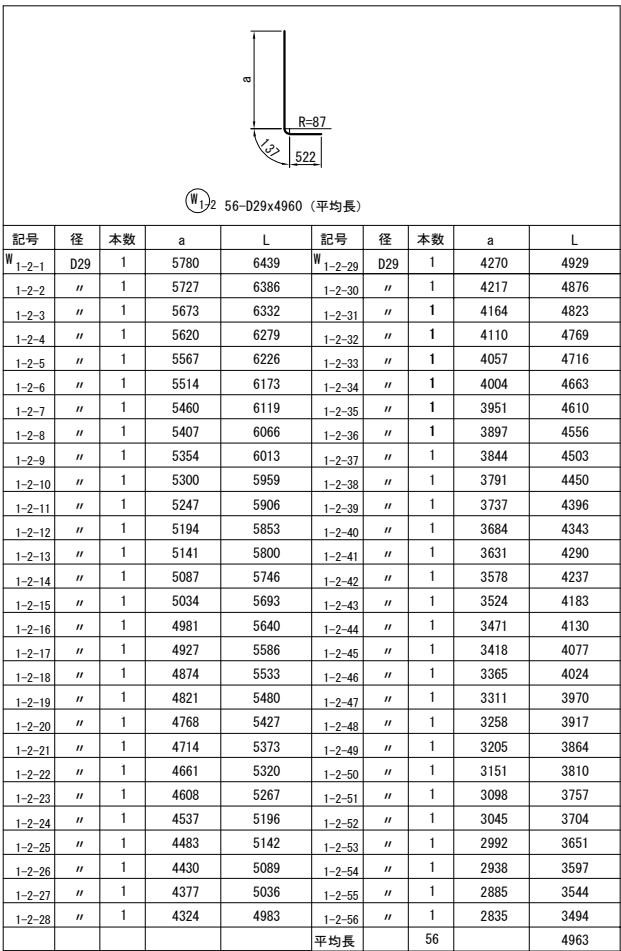 a
R=87
137
522
W1-2 56-D29x4960 (平均長)
記号 径 本数 a L 記号 径 本数 a L
W1-2-1 D29 1 5780 6439 W1-2-29 D29 1 4270 4929
1-2-2 〃 1 5727 6386 1-2-30 〃 1 4217 4876
1-2-3 〃 1 5673 6332 1-2-31 〃 1 4164 4823
1-2-4 〃 1 5620 6279 1-2-32 〃 1 4110 4769
1-2-5 〃 1 5567 6226 1-2-33 〃 1 4057 4716
1-2-6 〃 1 5514 6173 1-2-34 〃 1 4004 4663
1-2-7 〃 1 5460 6119 1-2-35 〃 1 3951 4610
1-2-8 〃 1 5407 6066 1-2-36 〃 1 3897 4556
1-2-9 〃 1 5354 6013 1-2-37 〃 1 3844 4503
1-2-10 〃 1 5300 5959 1-2-38 〃 1 3791 4450
1-2-11 〃 1 5247 5906 1-2-39 〃 1 3737 4396
1-2-12 〃 1 5194 5853 1-2-40 〃 1 3684 4343
1-2-13 〃 1 5141 5800 1-2-41 〃 1 3631 4290
1-2-14 〃 1 5087 5746 1-2-42 〃 1 3578 4237
1-2-15 〃 1 5034 5693 1-2-43 〃 1 3524 4183
1-2-16 〃 1 4981 5640 1-2-44 〃 1 3471 4130
1-2-17 〃 1 4927 5586 1-2-45 〃 1 3418 4077
1-2-18 〃 1 4874 5533 1-2-46 〃 1 3365 4024
1-2-19 〃 1 4821 5480 1-2-47 〃 1 3311 3970
1-2-20 〃 1 4768 5427 1-2-48 〃 1 3258 3917
1-2-21 〃 1 4714 5373 1-2-49 〃 1 3205 3864
1-2-22 〃 1 4661 5320 1-2-50 〃 1 3151 3810
1-2-23 〃 1 4608 5267 1-2-51 〃 1 3098 3757
1-2-24 〃 1 4537 5196 1-2-52 〃 1 3045 3704
1-2-25 〃 1 4483 5142 1-2-53 〃 1 2992 3651
1-2-26 〃 1 4430 5089 1-2-54 〃 1 2938 3597
1-2-27 〃 1 4377 5036 1-2-55 〃 1 2885 3544
1-2-28 〃 1 4324 4983 1-2-56 〃 1 2835 3494
平均長 56 4963